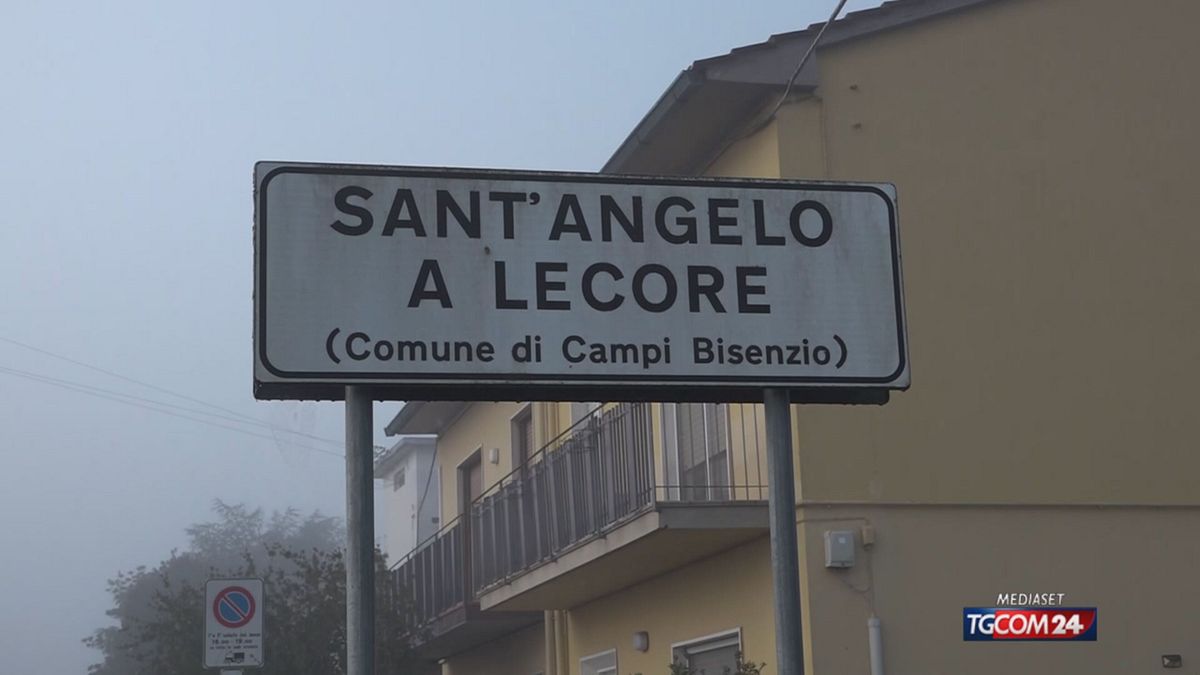 SANT'ANGELO
A LECORE
(Comune di Campi Bisenzio)
MEDIASET
TGCOM24